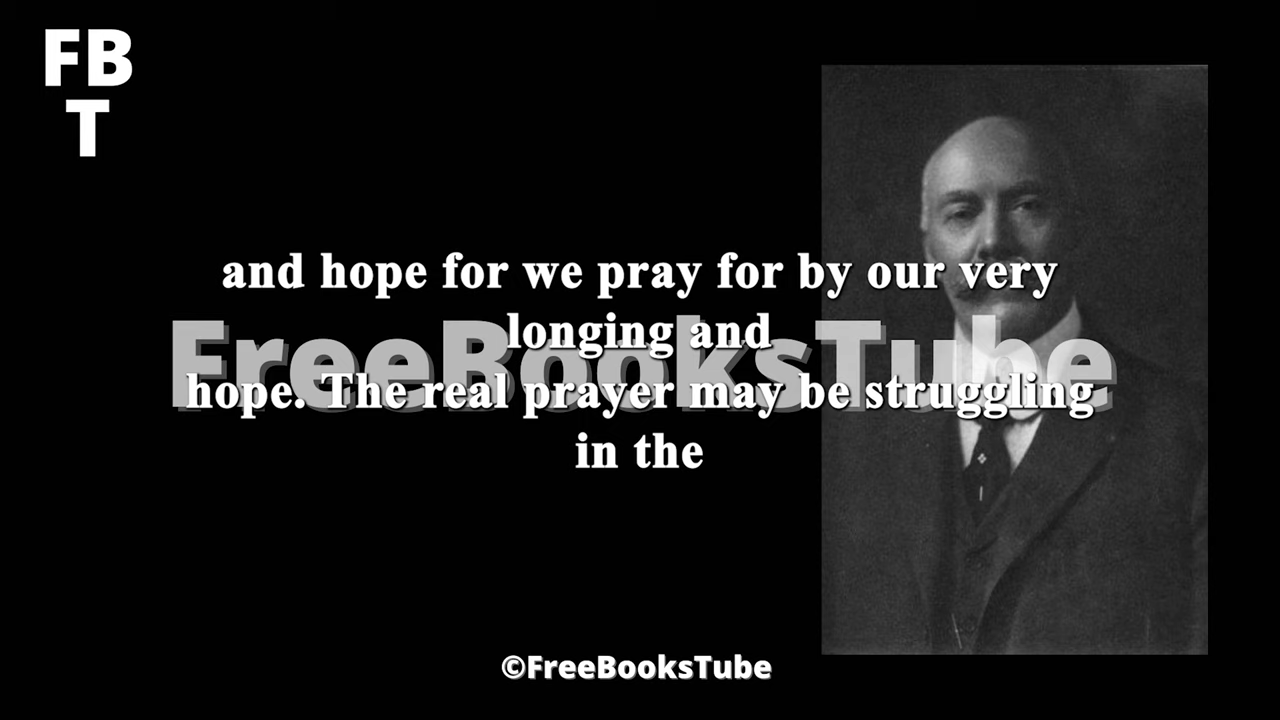 FB
T
and hope for we pray for by our very
longing and
FreeBooksTube
hope. The real prayer may be struggling
in the
©FreeBooksTube